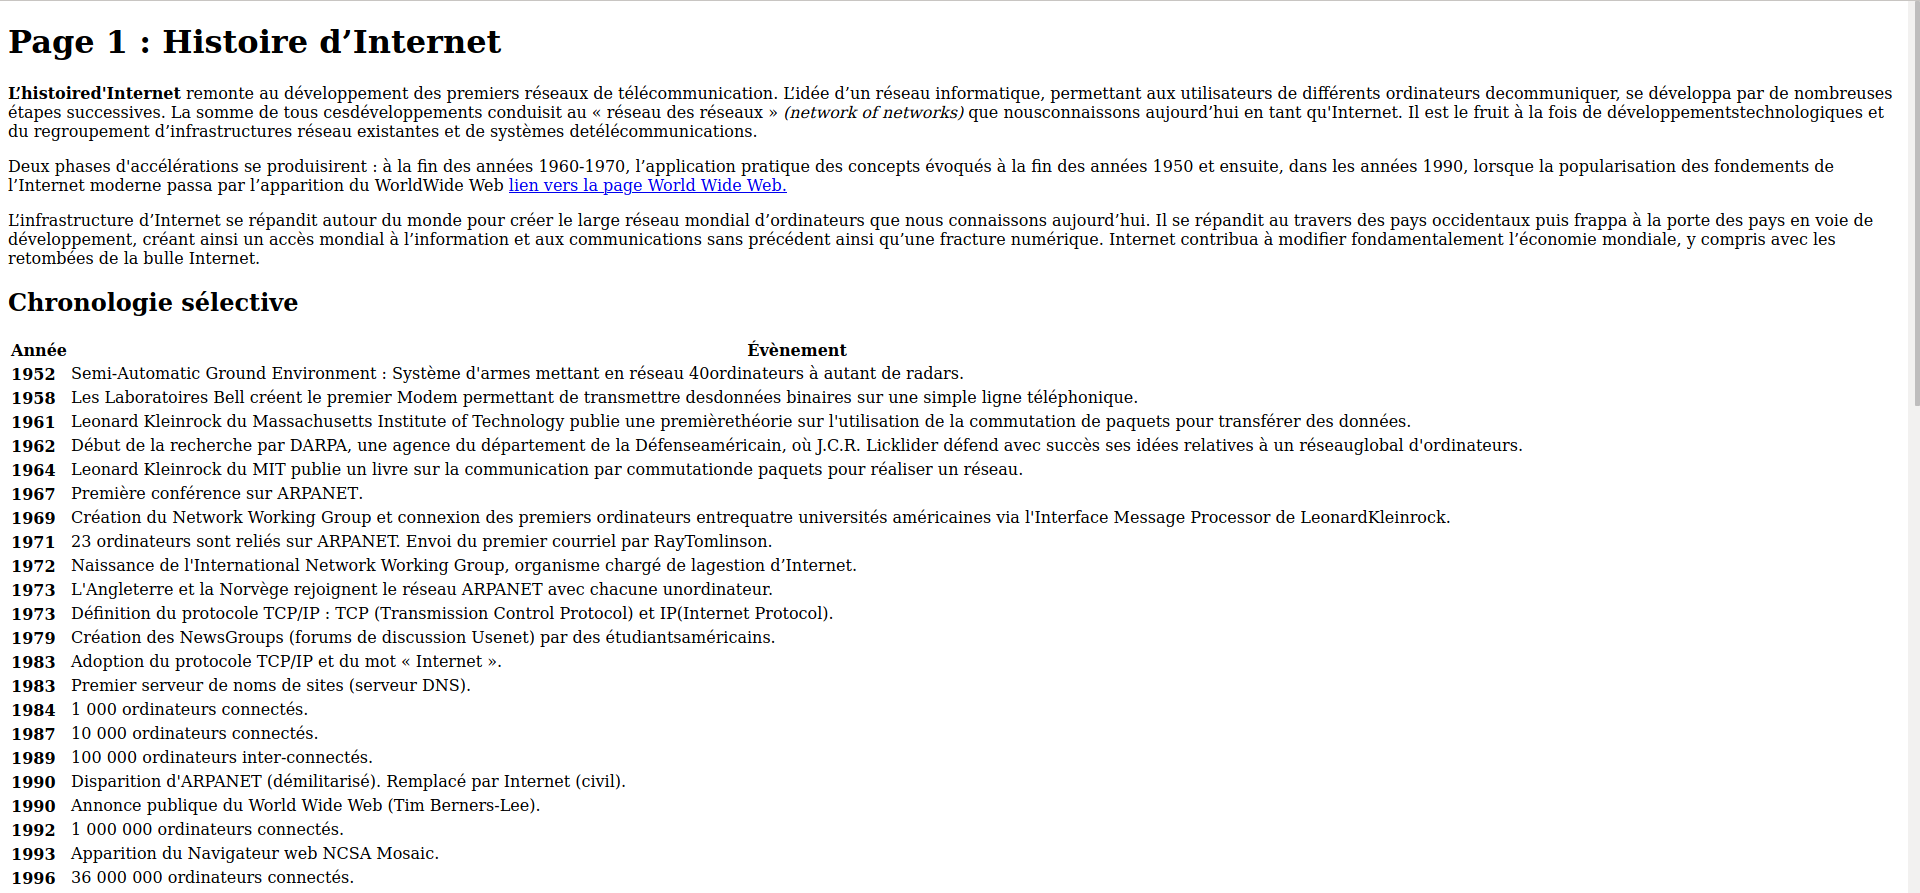 Page 1 : Histoire d’Internet
L’histoired'Internet remonte au développement des premiers réseaux de télécommunication. L’idée d’un réseau informatique, permettant aux utilisateurs de différents ordinateurs decommuniquer, se développa par de nombreuses
étapes successives. La somme de tous cesdéveloppements conduisit au « réseau des réseaux » (network of networks) que nousconnaissons aujourd’hui en tant qu'Internet. Il est le fruit à la fois de développementstechnologiques et
du regroupement d’infrastructures réseau existantes et de systèmes detélécommunications.
Deux phases d'accélérations se produisirent : à la fin des années 1960-1970, l’application pratique des concepts évoqués à la fin des années 1950 et ensuite, dans les années 1990, lorsque la popularisation des fondements de
l’Internet moderne passa par l’apparition du WorldWide Web lien vers la page World Wide Web.
L’infrastructure d’Internet se répandit autour du monde pour créer le large réseau mondial d’ordinateurs que nous connaissons aujourd’hui. Il se répandit au travers des pays occidentaux puis frappa à la porte des pays en voie de
développement, créant ainsi un accès mondial à l’information et aux communications sans précédent ainsi qu’une fracture numérique. Internet contribua à modifier fondamentalement l’économie mondiale, y compris avec les
retombées de la bulle Internet.
Chronologie sélective
Année Évènement
1952 Semi-Automatic Ground Environment : Système d'armes mettant en réseau 40ordinateurs à autant de radars.
1958 Les Laboratoires Bell créent le premier Modem permettant de transmettre desdonnées binaires sur une simple ligne téléphonique.
1961 Leonard Kleinrock du Massachusetts Institute of Technology publie une premièrethéorie sur l'utilisation de la commutation de paquets pour transférer des données.
1962 Début de la recherche par DARPA, une agence du département de la Défenseaméricain, où J.C.R. Licklider défend avec succès ses idées relatives à un réseauglobal d'ordinateurs.
1964 Leonard Kleinrock du MIT publie un livre sur la communication par commutationde paquets pour réaliser un réseau.
1967 Première conférence sur ARPANET.
1969 Création du Network Working Group et connexion des premiers ordinateurs entrequatre universités américaines via l'Interface Message Processor de LeonardKleinrock.
1971 23 ordinateurs sont reliés sur ARPANET. Envoi du premier courriel par RayTomlinson.
1972 Naissance de l'International Network Working Group, organisme chargé de lagestion d’Internet.
1973 L'Angleterre et la Norvège rejoignent le réseau ARPANET avec chacune unordinateur.
1973 Définition du protocole TCP/IP : TCP (Transmission Control Protocol) et IP(Internet Protocol).
1979 Création des NewsGroups (forums de discussion Usenet) par des étudiantsaméricains.
1983 Adoption du protocole TCP/IP et du mot « Internet ».
1983 Premier serveur de noms de sites (serveur DNS).
1984 1 000 ordinateurs connectés.
1987 10 000 ordinateurs connectés.
1989 100 000 ordinateurs inter-connectés.
1990 Disparition d'ARPANET (démilitarisé). Remplacé par Internet (civil).
1990 Annonce publique du World Wide Web (Tim Berners-Lee).
1992 1 000 000 ordinateurs connectés.
1993 Apparition du Navigateur web NCSA Mosaic.
1996 36 000 000 ordinateurs connectés.